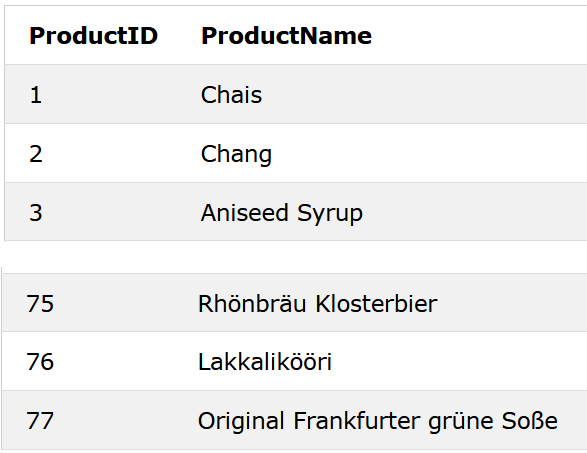 ProductID ProductName
1 Chais
2 Chang
3 Aniseed Syrup
75 Rhönbräu Klosterbier
76 Lakkalikööri
77 Original Frankfurter grüne Soße